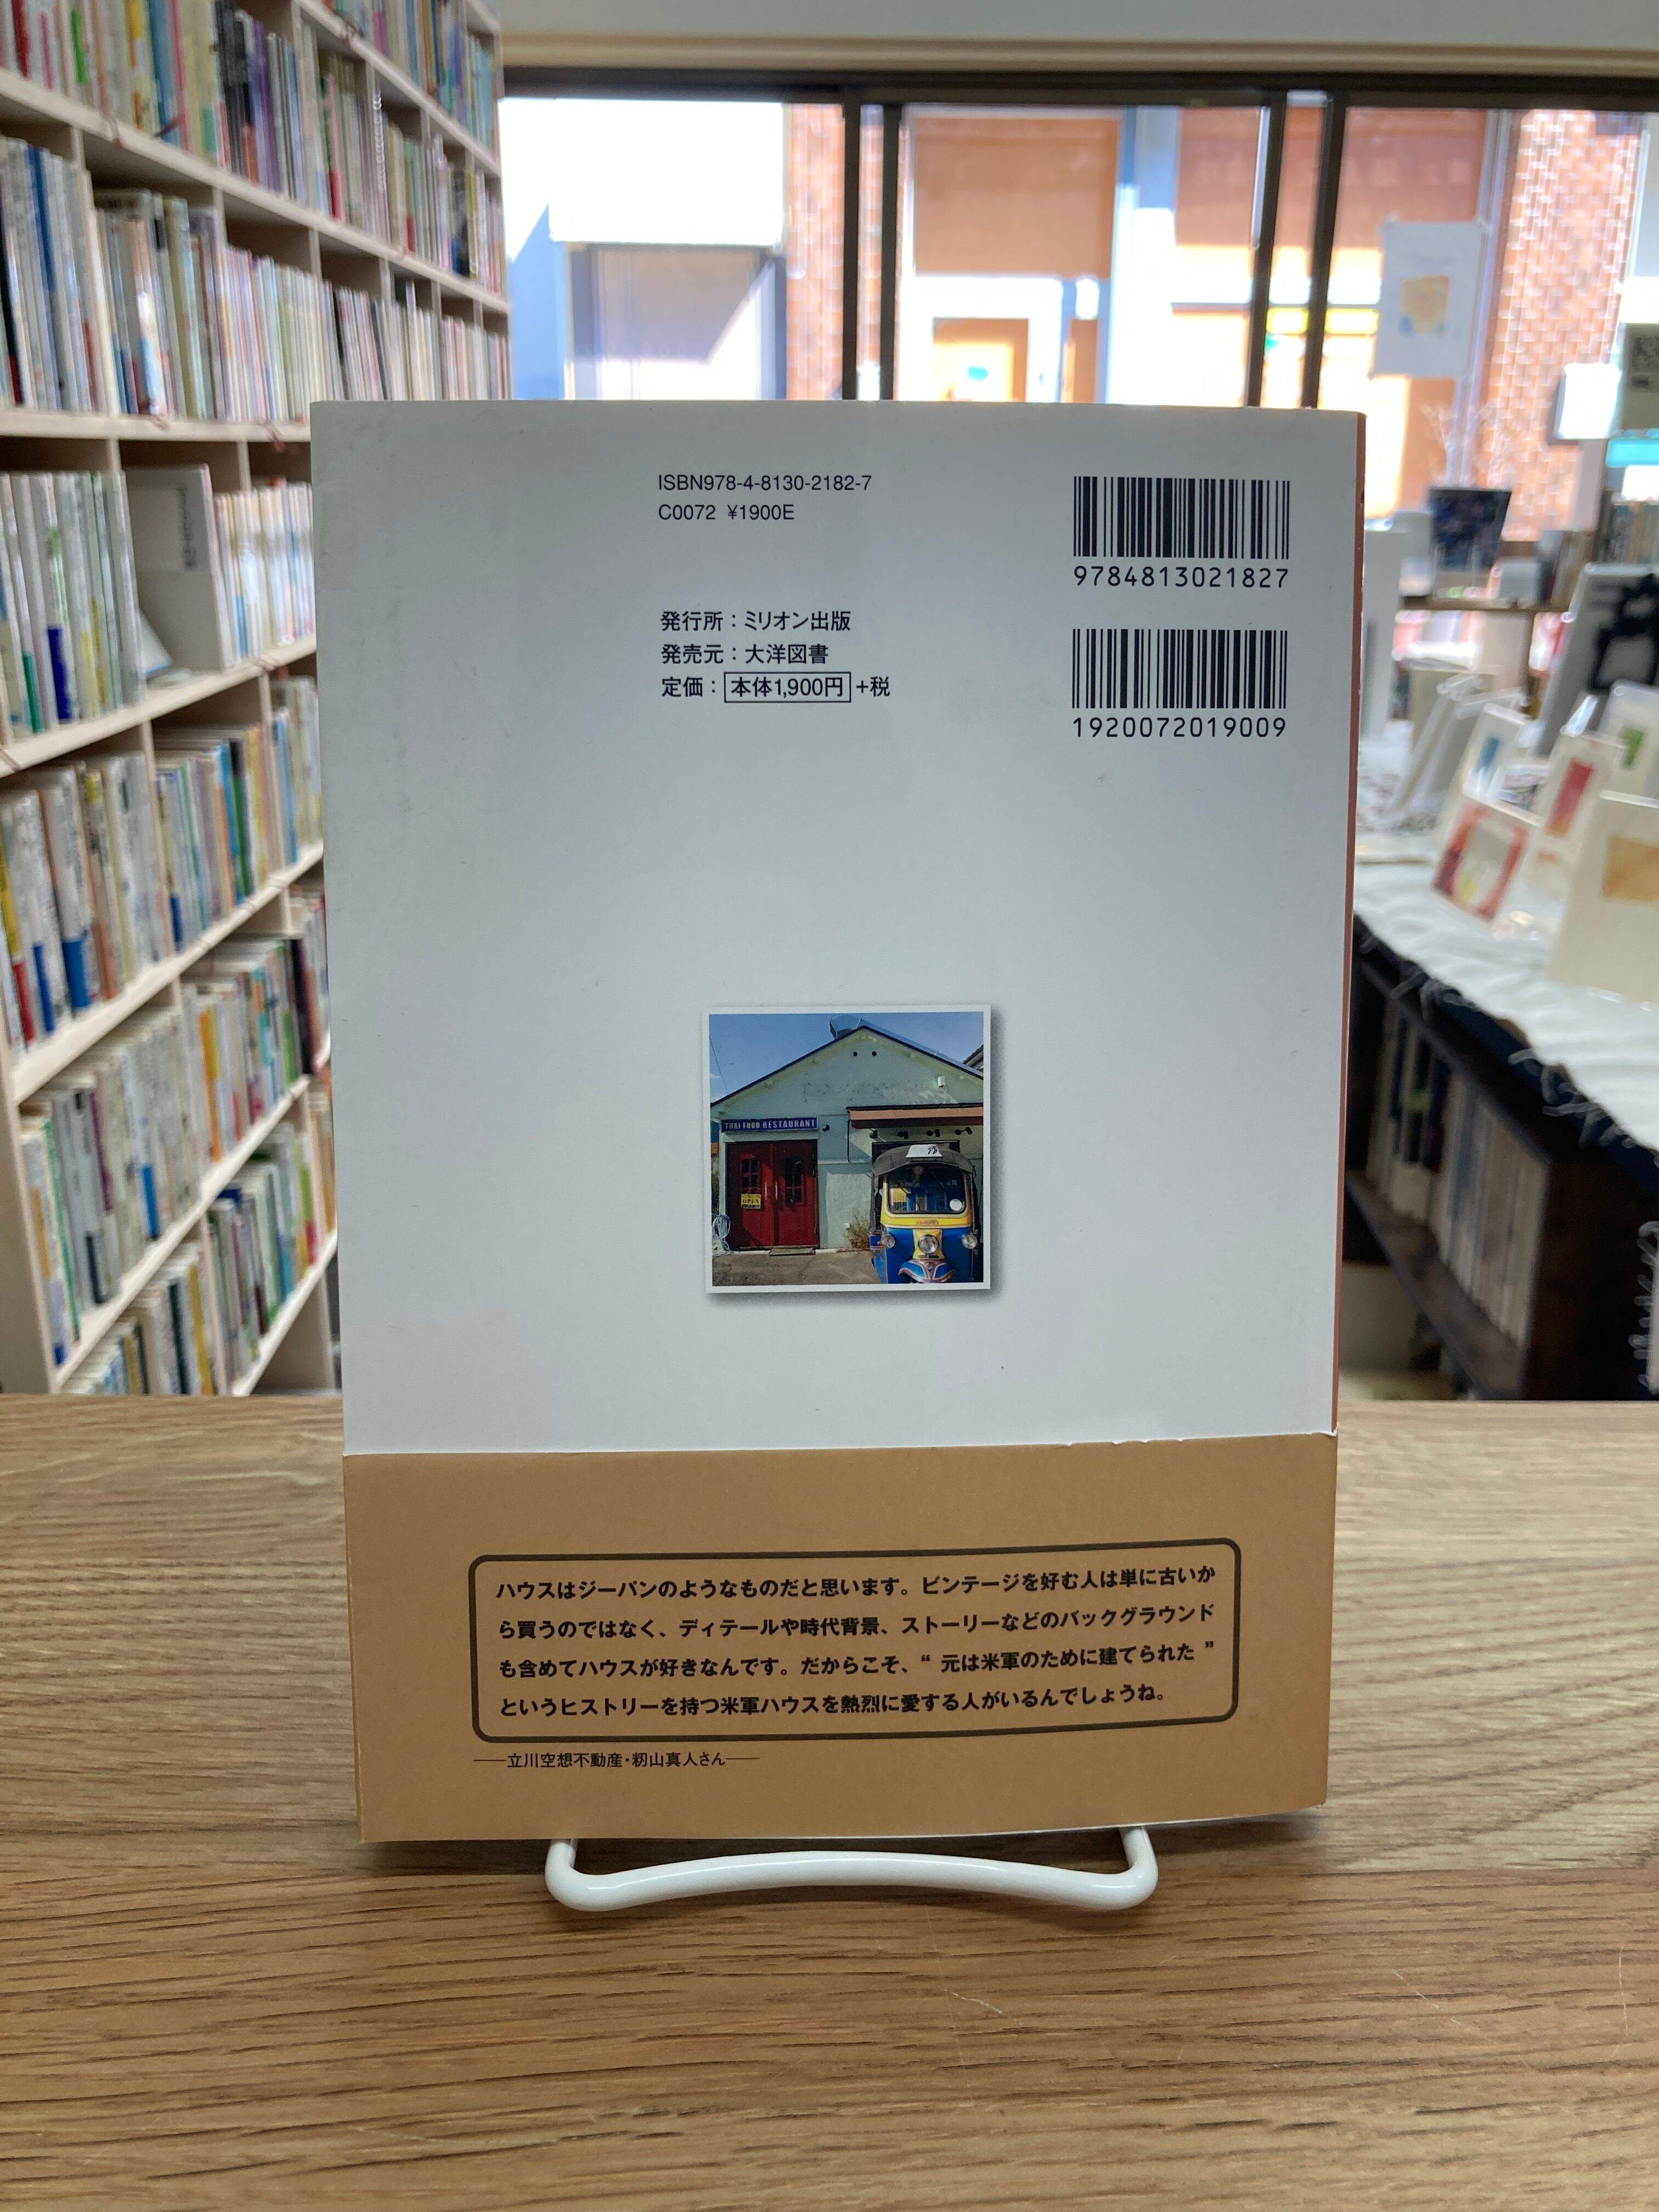 ISBN978-4-8130-2182-7
C0072 ¥1900E
9784813021827
発行所：ミリオン出版
発売元：大洋図書
定価：本体1,900円+税
1920072019009
THAI FOOD RESTAURANT
OPEN
ハウスはジーパンのようなものだと思います。ビンテージを好む人は単に古いか
ら買うのではなく、ディテールや時代背景、ストーリーなどのバックグラウンド
も含めてハウスが好きなんです。だからこそ、“ 元は米軍のために建てられた ”
というヒストリーを持つ米軍ハウスを熱烈に愛する人がいるんでしょうね。
――立川空想不動産・籾山真人さん――